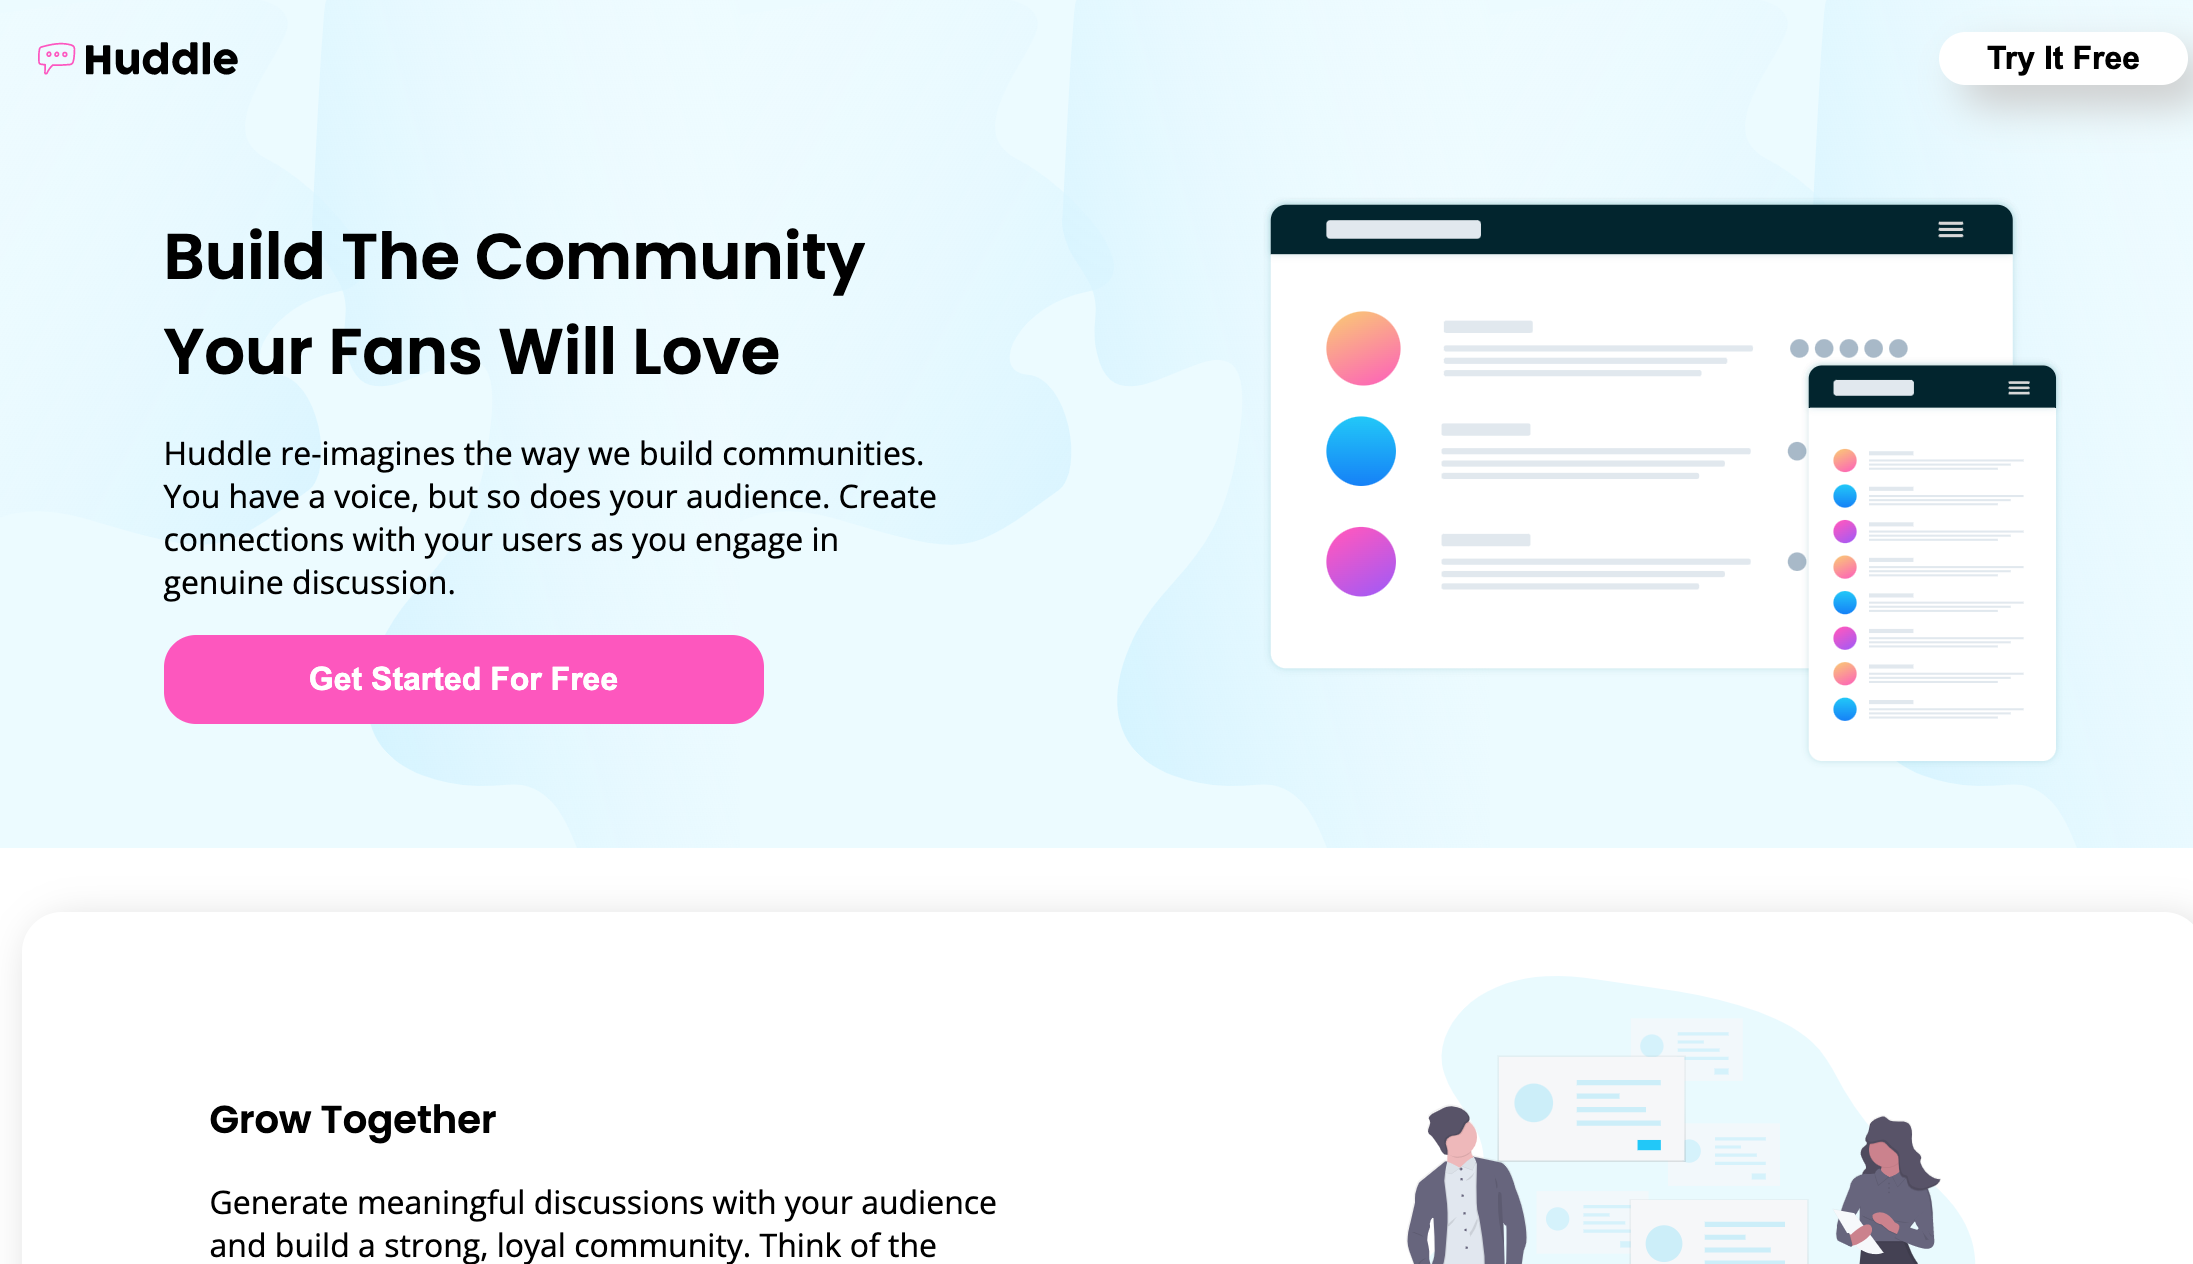 Huddle
Try It Free
Build The Community
Your Fans Will Love
Huddle re-imagines the way we build communities.
You have a voice, but so does your audience. Create
connections with your users as you engage in
genuine discussion.
Get Started For Free
Grow Together
Generate meaningful discussions with your audience
and build a strong, loyal community. Think of the